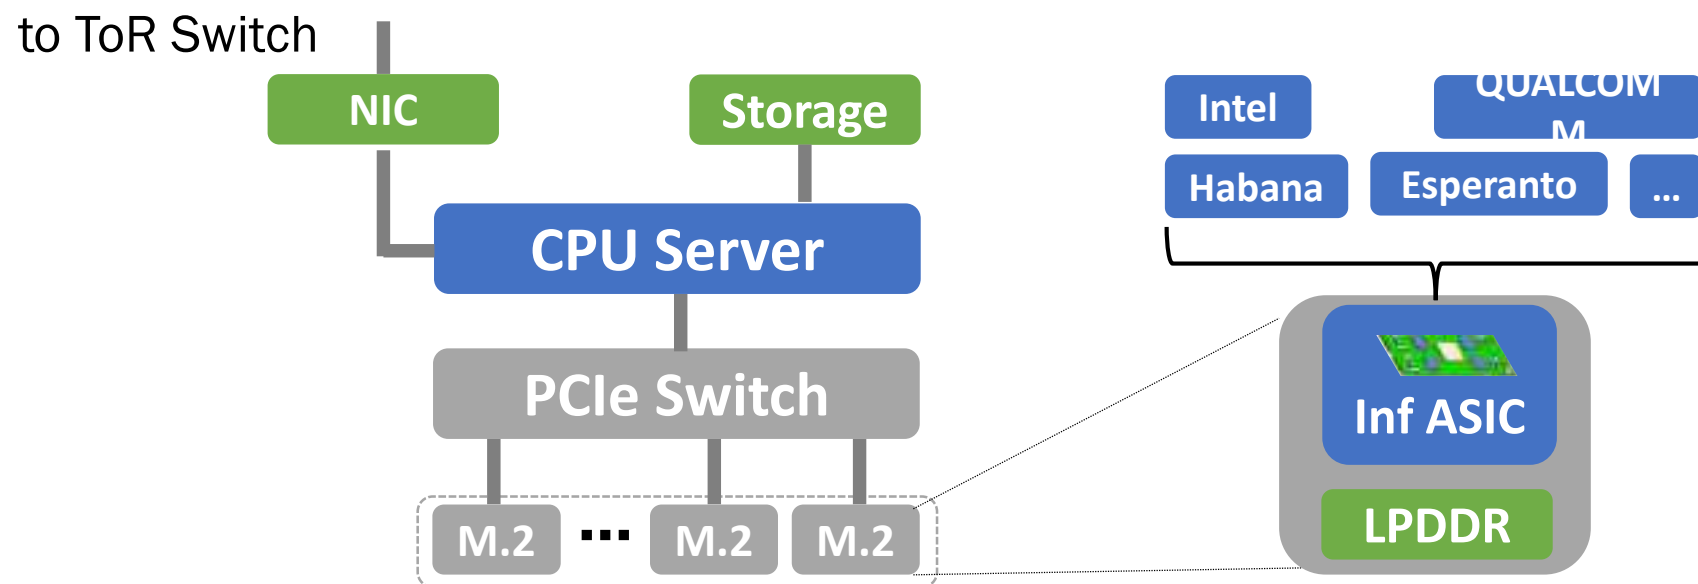 to ToR Switch
NIC
Storage
Intel
QUALCOM
M
Habana
Esperanto
...
CPU Server
PCIe Switch
Inf ASIC
LPDDR
M.2
...
M.2
M.2